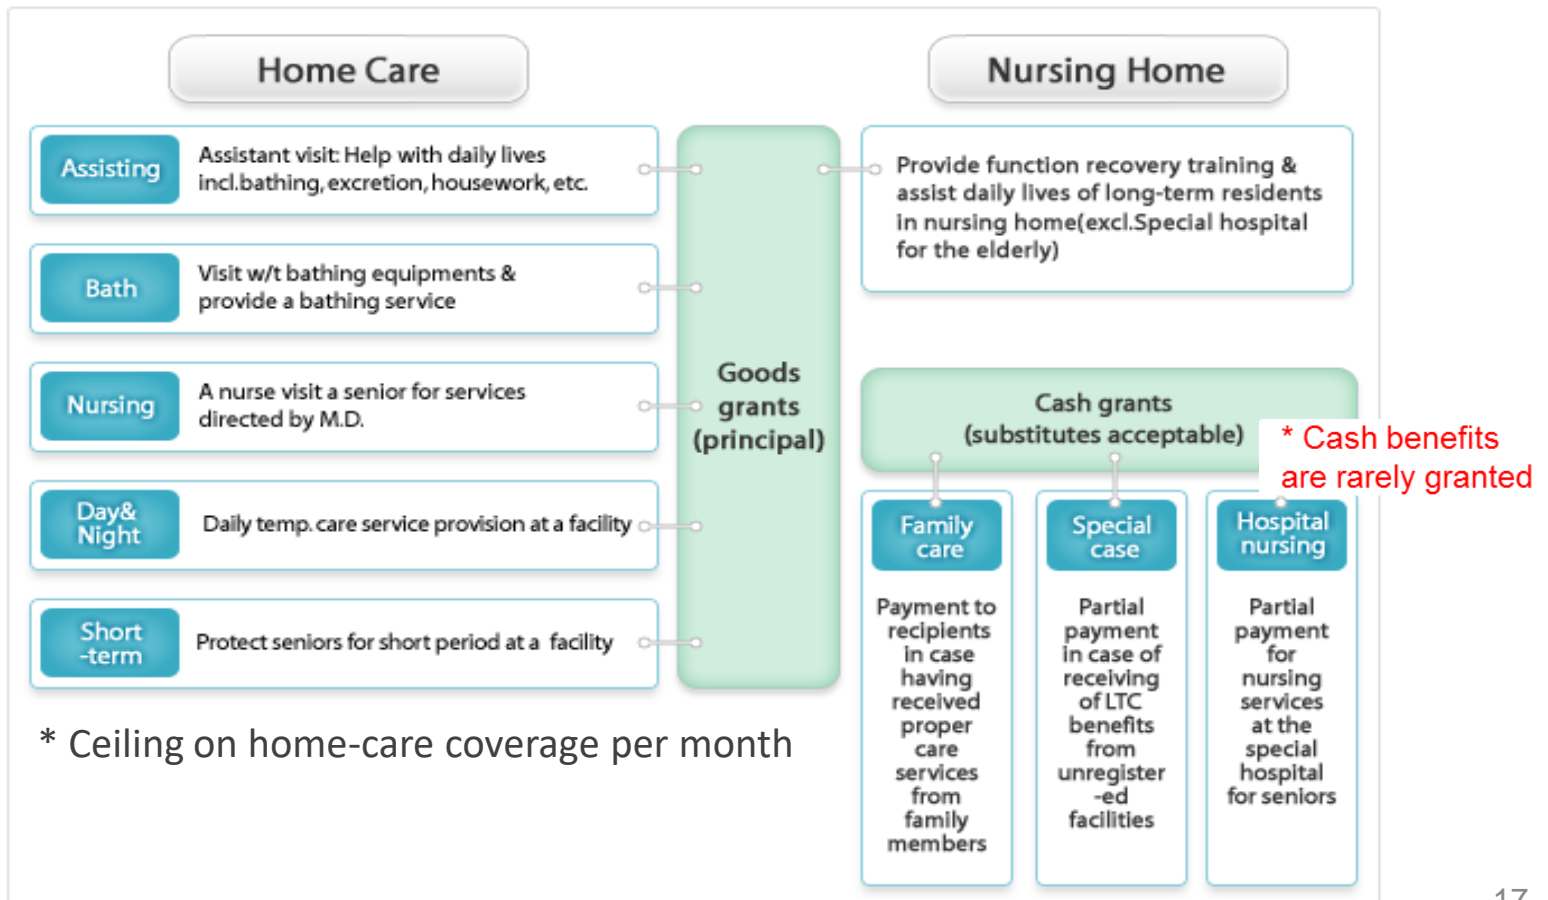 Home Care
Assisting
Assistant visit: Help with daily lives
incl.bathing, excretion, housework, etc.
Bath
Visit w/t bathing equipments &
provide a bathing service
Nursing
A nurse visit a senior for services
directed by M.D.
Day&
Night
Daily temp. care service provision at a facility
Short
-term
Protect seniors for short period at a facility
* Ceiling on home-care coverage per month
Goods
grants
(principal)
Nursing Home
Provide function recovery training &
assist daily lives of long-term residents
in nursing home(excl.Special hospital
for the elderly)
Cash grants
(substitutes acceptable)
* Cash benefits
are rarely granted
Family
care
Payment to
recipients
in case
having
received
proper
care
services
from
family
members
Special
case
Partial
payment
in case of
receiving
of LTC
benefits
from
unregister
-ed
facilities
Hospital
nursing
Partial
payment
for
nursing
services
at the
special
hospital
for seniors
17